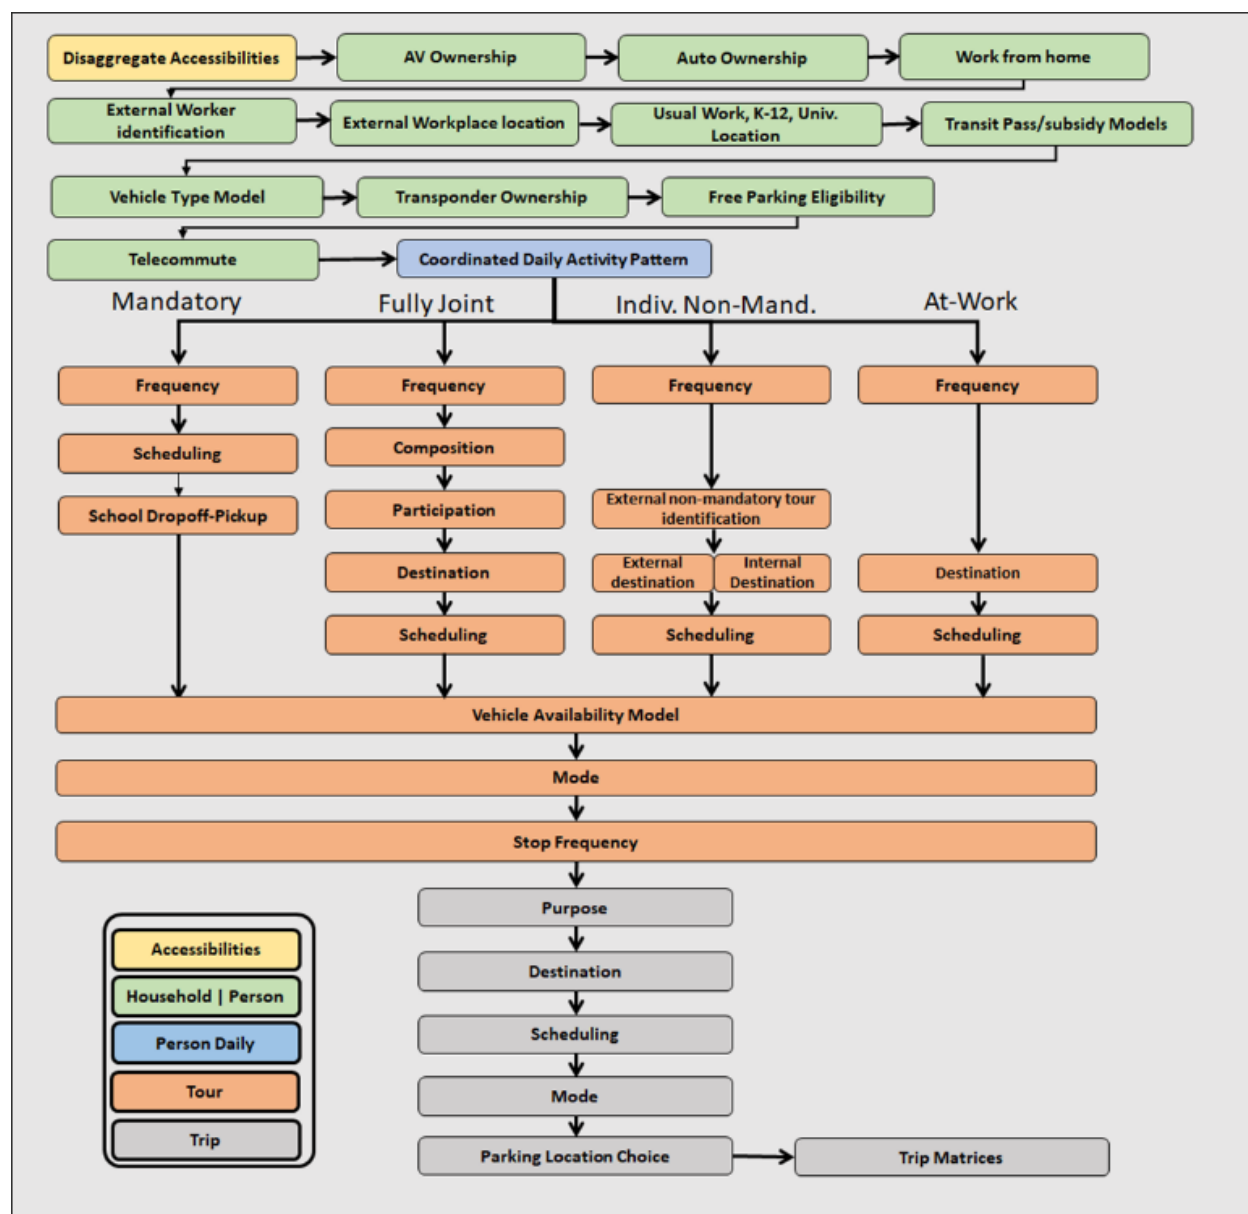 Disaggregate Accessibilities
AV Ownership
Auto Ownership
Work from home
External Worker
identification
External Workplace location
Usual Work, K-12, Univ.
Location
Transit Pass/subsidy Models
Vehicle Type Model
Transponder Ownership
Free Parking Eligibility
Telecommute
Coordinated Daily Activity Pattern
Mandatory
Fully Joint
Indiv. Non-Mand.
At-Work
Frequency
Frequency
Frequency
Frequency
Scheduling
Composition
School Dropoff-Pickup
Participation
External non-mandatory tour
identification
Destination
External
destination
Internal
Destination
Destination
Scheduling
Scheduling
Scheduling
Vehicle Availability Model
Mode
Stop Frequency
Purpose
Destination
Scheduling
Mode
Parking Location Choice
Trip Matrices
Accessibilities
Household | Person
Person Daily
Tour
Trip